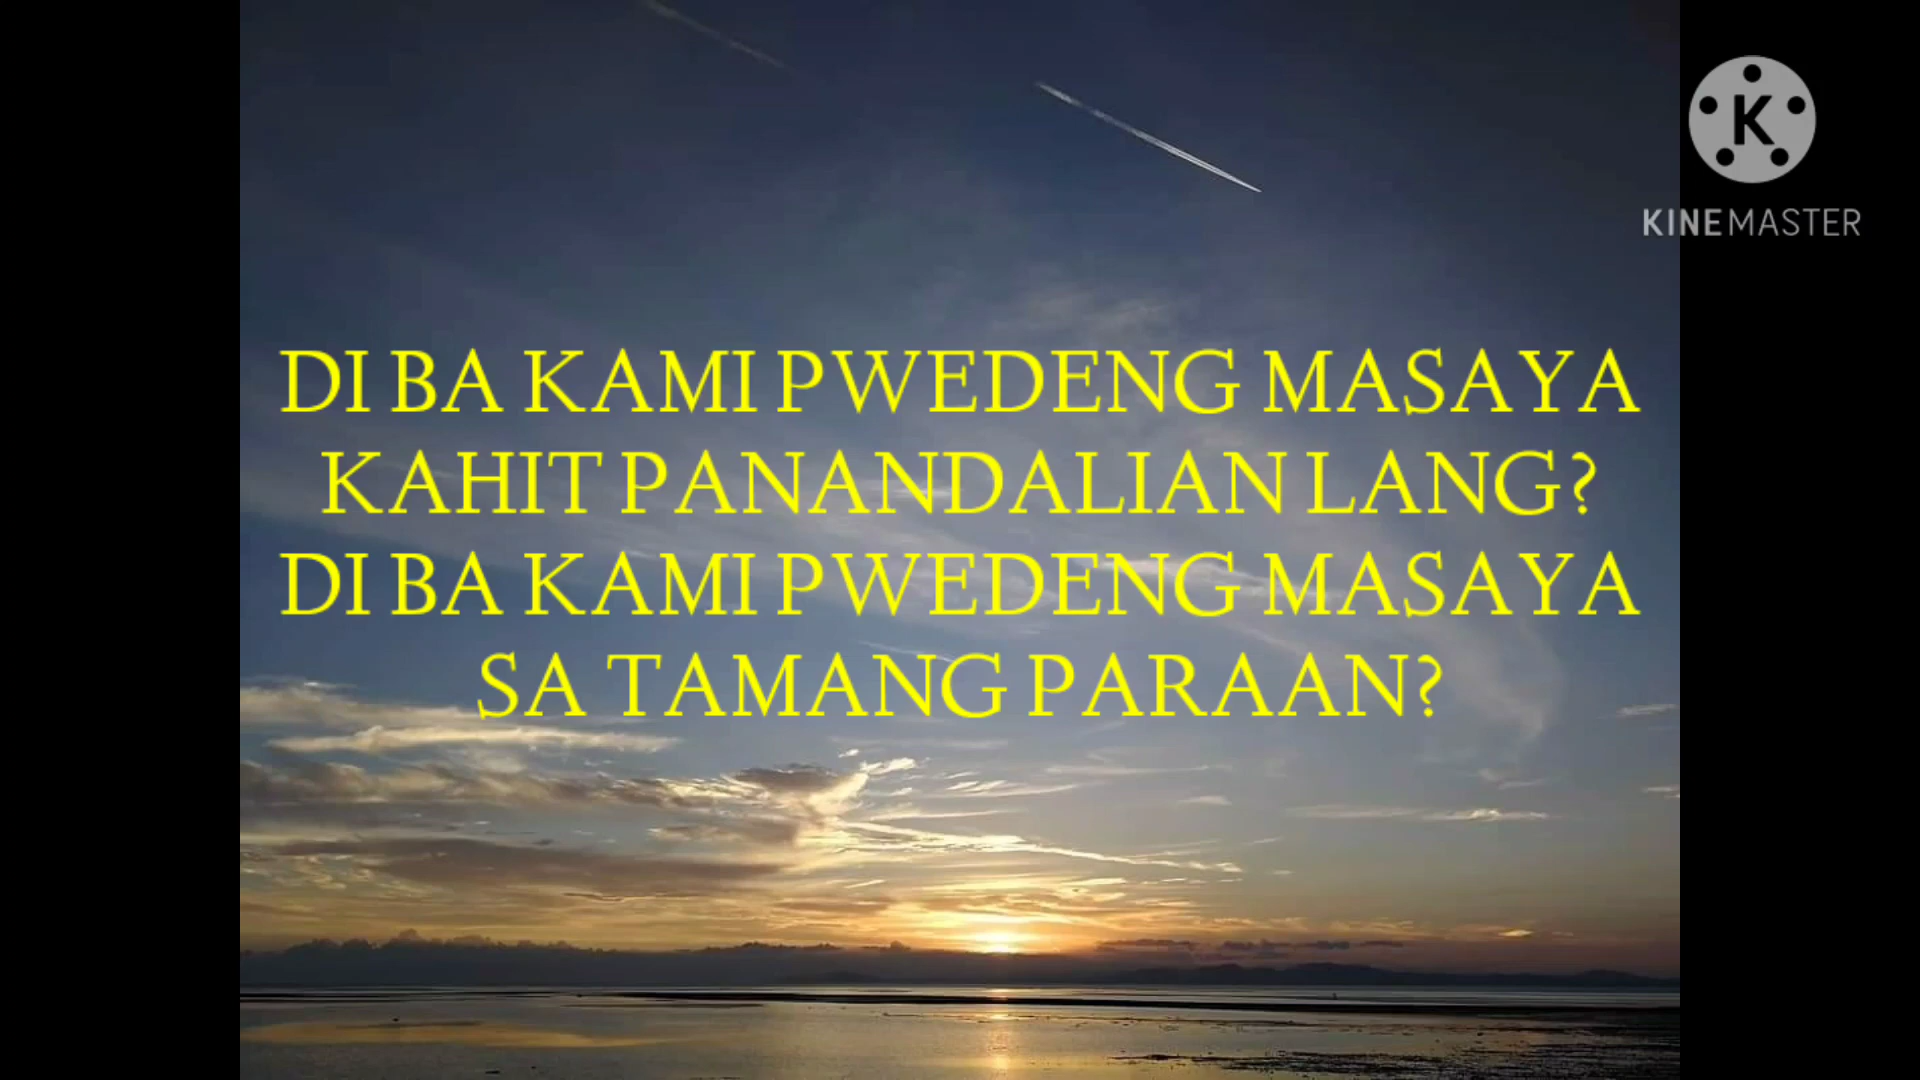 DI BA KAMI PWEDENG MASAYA
KAHIT PANANDALIAN LANG?
DI BA KAMI PWEDENG MASAYA
SA TAMANG PARAAN?
K
KINEMASTER